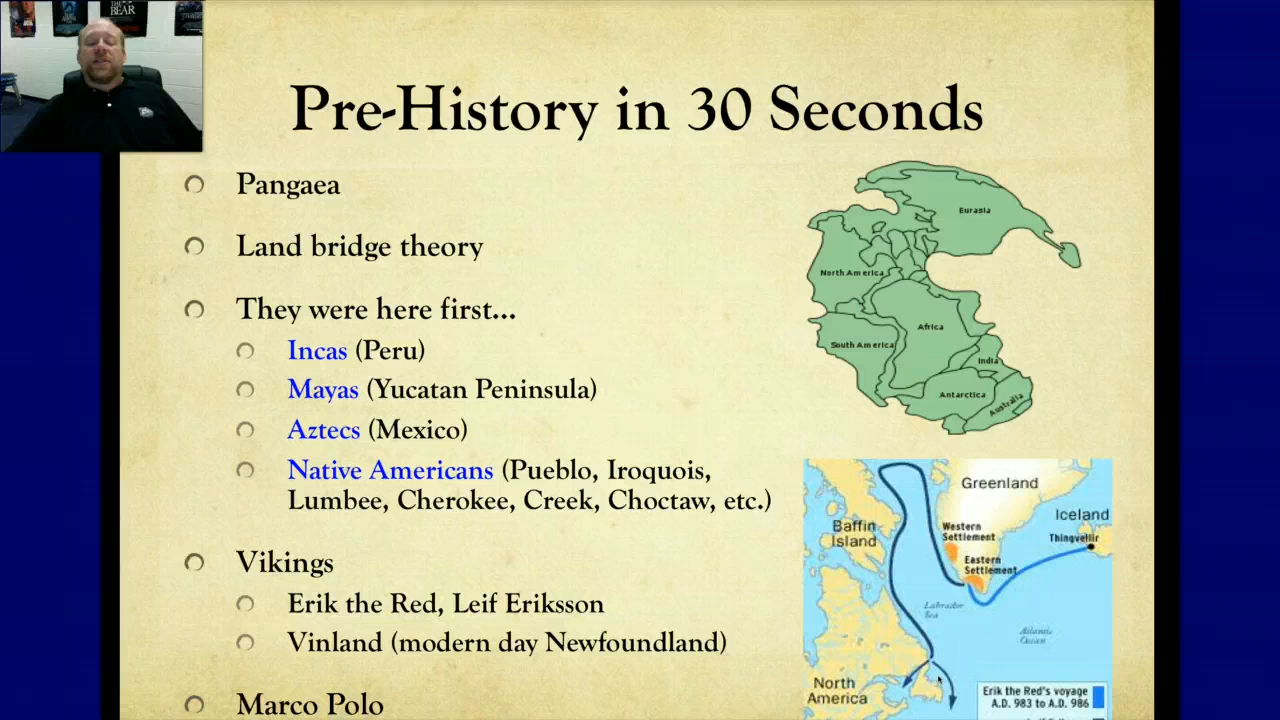 THE
BEAR
Pre-History in 30 Seconds
Pangaea
Land bridge theory
They were here first...
Incas (Peru)
Mayas (Yucatan Peninsula)
Aztecs (Mexico)
Native Americans (Pueblo, Iroquois,
Lumbee, Cherokee, Creek, Choctaw, etc.)
Vikings
Erik the Red, Leif Eriksson
Vinland (modern day Newfoundland)
Marco Polo
Eurasia
North America
Africa
South America
India
Antarctica
Australia
Greenland
Iceland
Baffin
Island
Western
Settlement
Thingvellir
Eastern
Settlement
Labrador
Sea
Atlantic
Ocean
North
America
Erik the Red's voyage
A.D. 983 to A.D. 986